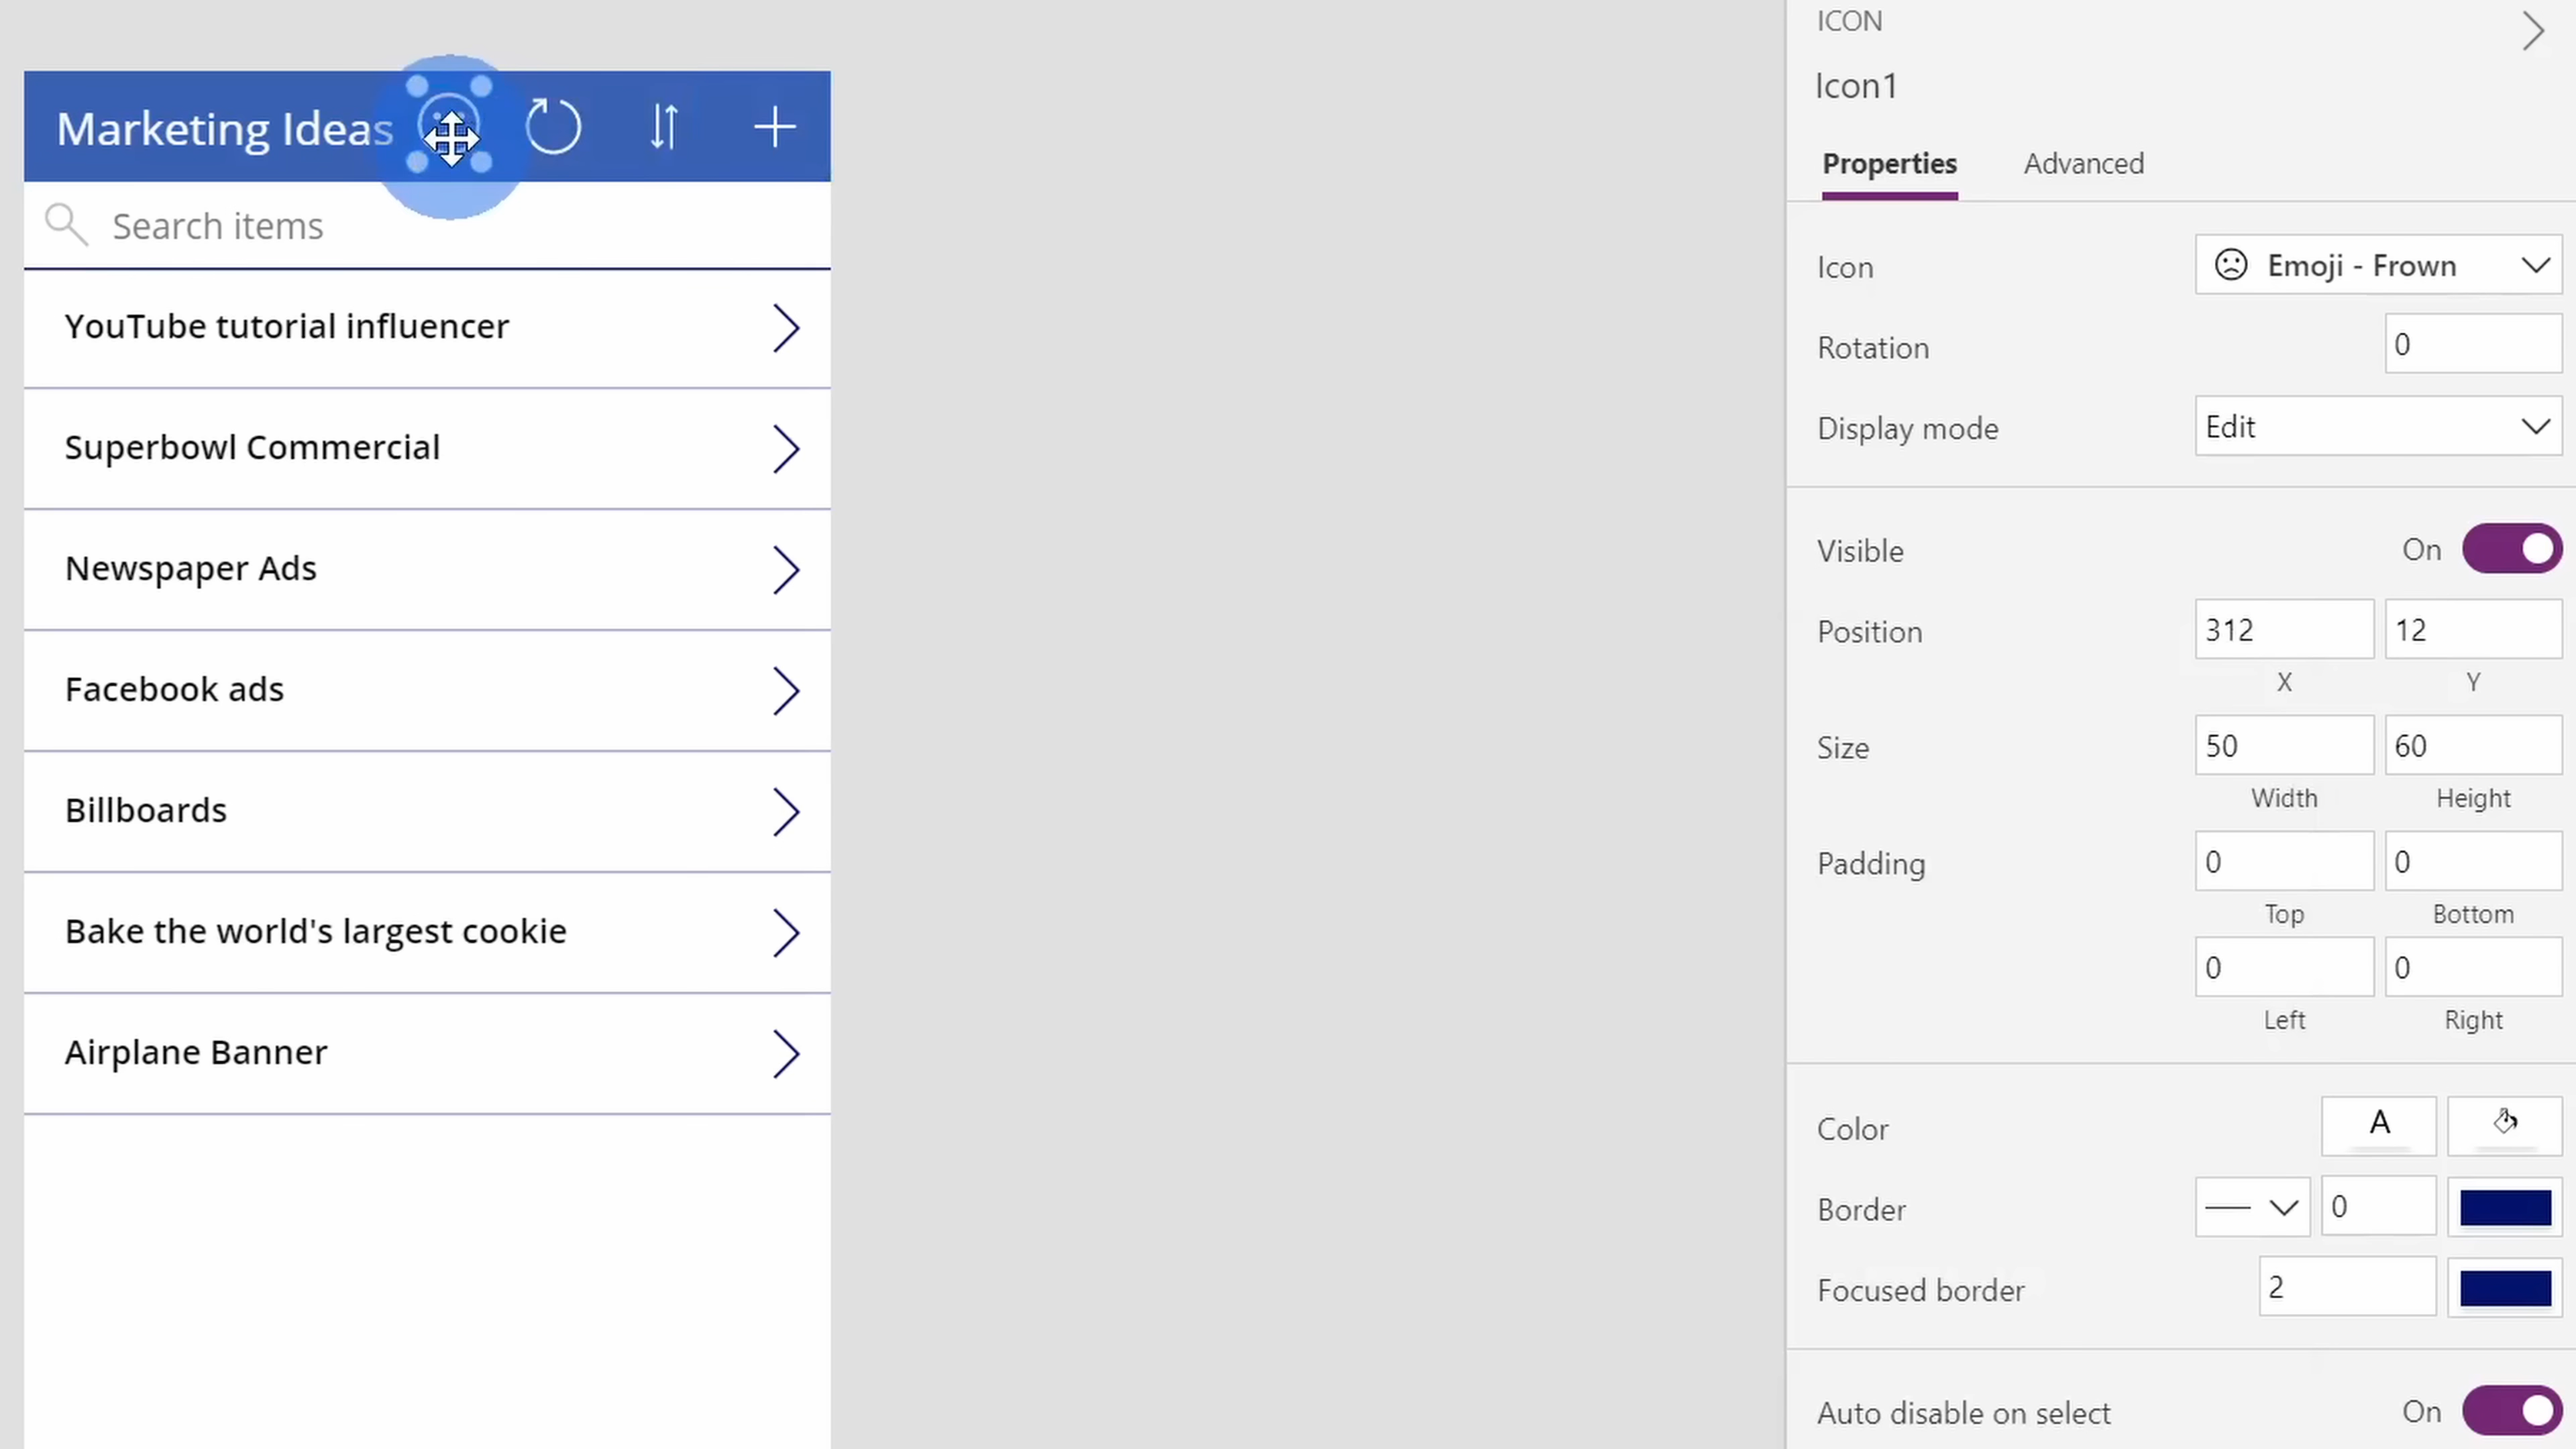 Marketing Ideas
Search items
YouTube tutorial influencer
Superbowl Commercial
Newspaper Ads
Facebook ads
Billboards
Bake the world's largest cookie
Airplane Banner
ICON
Icon1
Properties Advanced
Icon Emoji - Frown
Rotation 0
Display mode Edit
Visible On
Position 312 12
X Y
Size 50 60
Width Height
Padding 0 0
Top Bottom
0 0
Left Right
Color A
Border 0
Focused border 2
Auto disable on select On